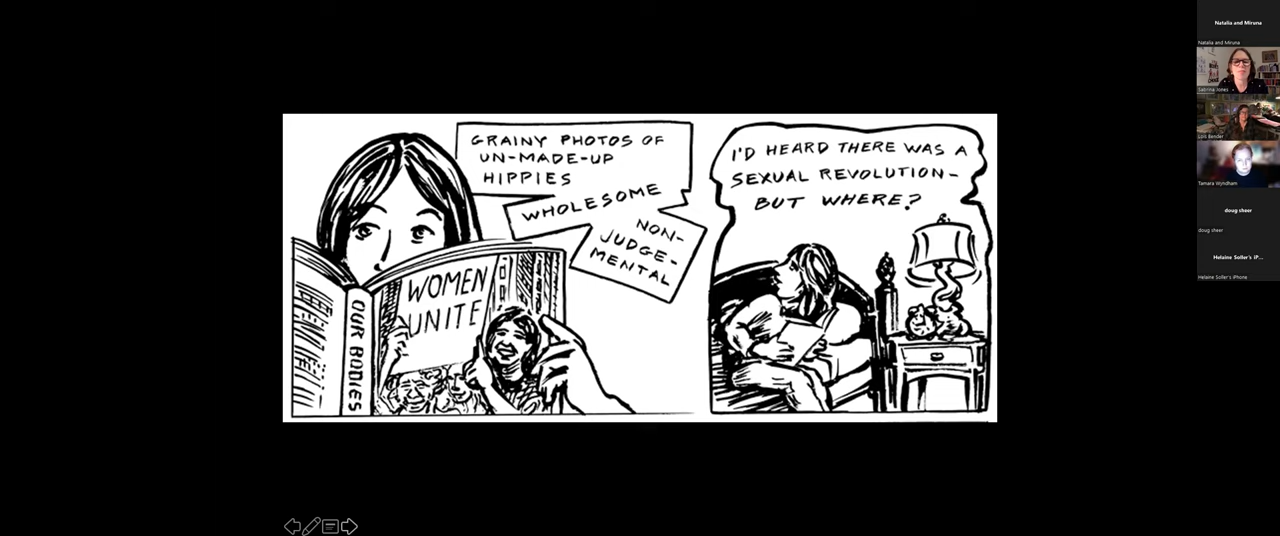 GRAINY PHOTOS OF
UN-MADE-UP
HIPPIES
WHOLESOME
NON-
JUDGE-
MENTAL
WOMEN
UNITE
OUR BODIES
I'D HEARD THERE WAS A
SEXUAL REVOLUTION-
BUT WHERE?
Natalia and Miruna
Natalia and Miruna
Sabrina Jones
Lois Bender
Tamara Wyndham
doug sheer
doug sheer
Helaine Soller's iP...
Helaine Soller's iPhone